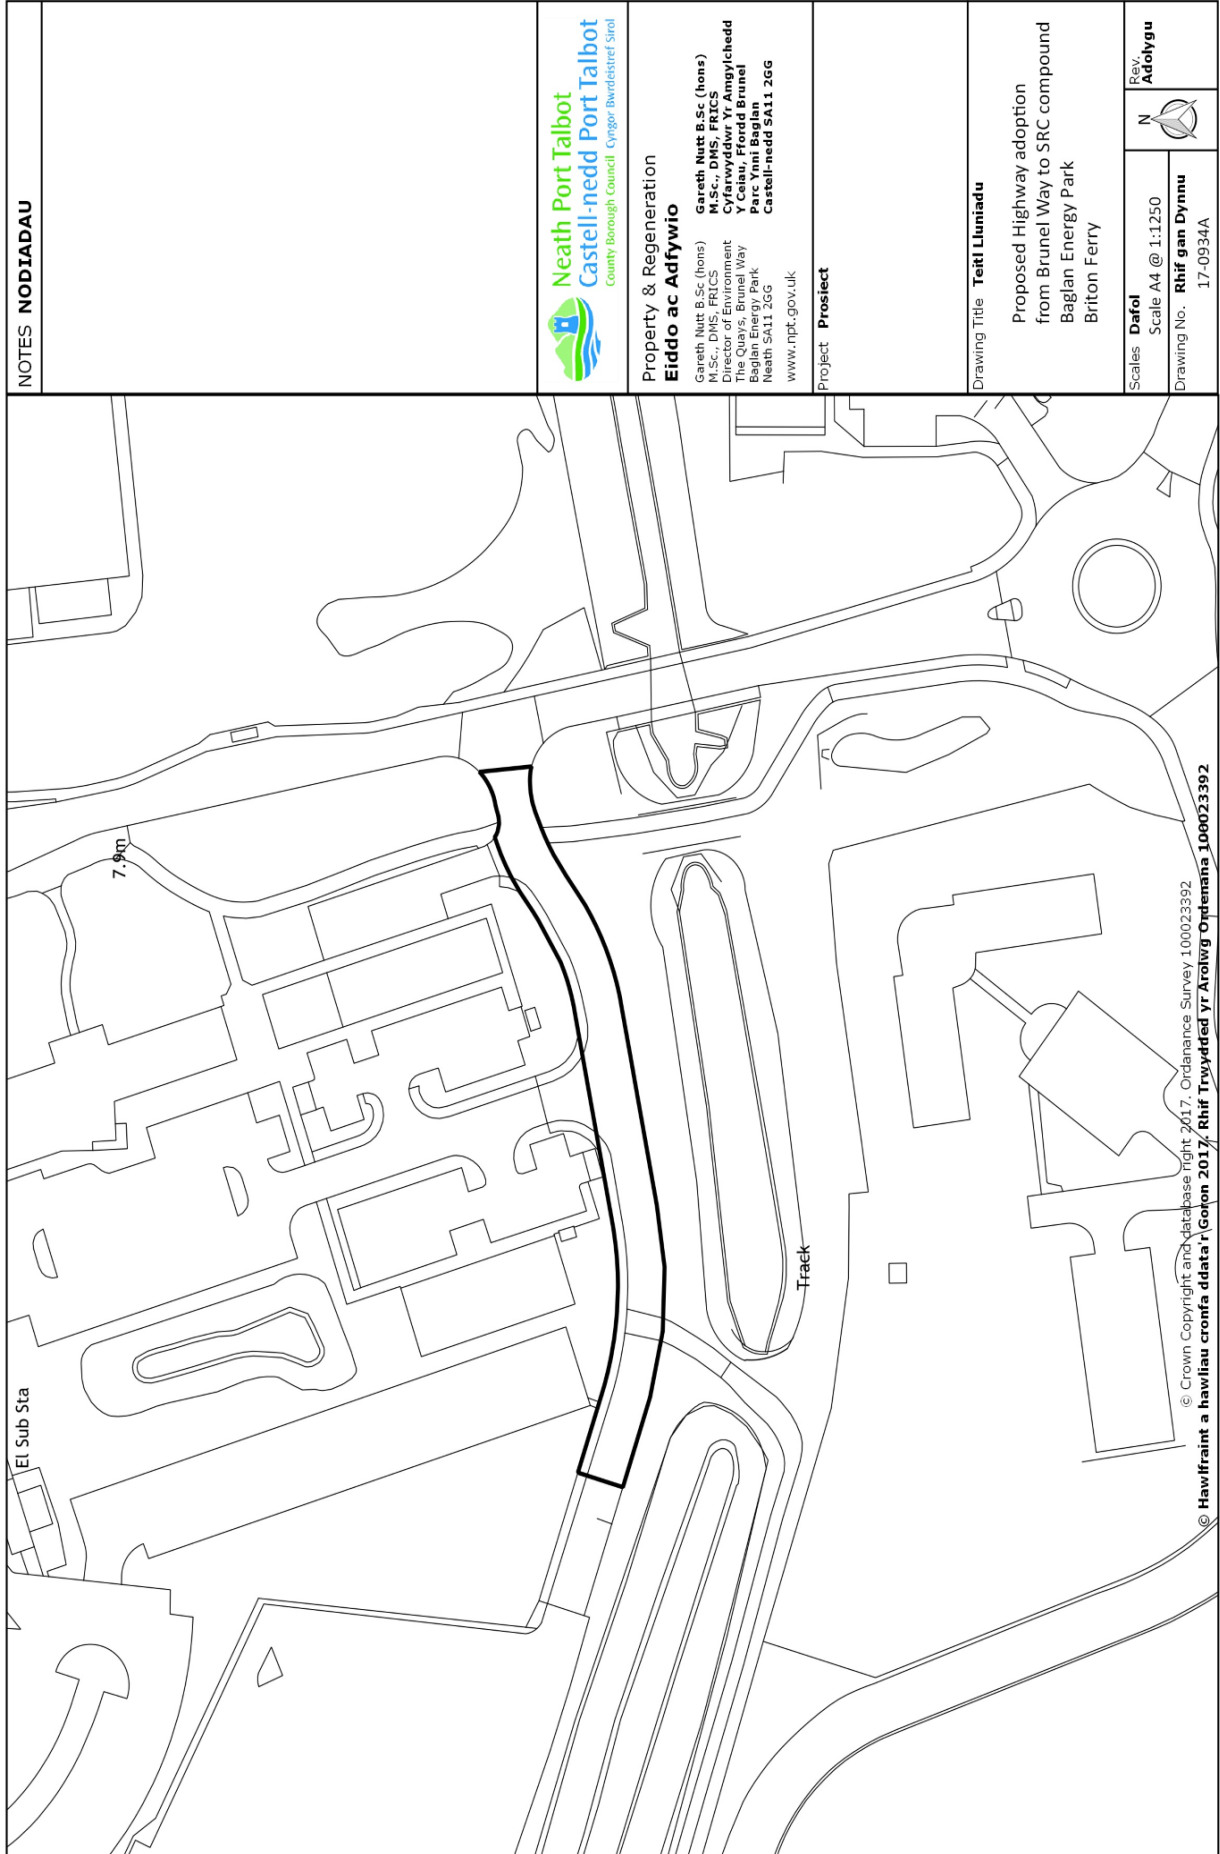 NOTES NODIADAU
Neath Port Talbot
Castell-nedd Port Talbot
County Borough Council Cyngor Bwrdeistref Sirol
Property & Regeneration
Eiddo ac Adfywio
Gareth Nutt B.Sc (hons)
M.Sc., DMS, FRICS
Director of Environment
The Quays, Brunel Way
Baglan Energy Park
Neath SA11 2GG
www.npt.gov.uk
Gareth Nutt B.Sc (hons)
M.Sc., DMS, FRICS
Cyfarwyddwr Yr Amgylchedd
Y Ceiau, Ffordd Brunel
Parc Ynni Baglan
Castell-nedd SA11 2GG
Project Prosiect
Drawing Title Teitl Lluniadu
Proposed Highway adoption
from Brunel Way to SRC compound
Baglan Energy Park
Briton Ferry
Scales Dafol
Scale A4 @ 1:1250
N
Rev.
Adolygu
Drawing No. Rhif gan Dynnu
17-0934A
El Sub Sta
7.9m
Track
© Crown Copyright and database right 2017. Ordanance Survey 100023392
© Hawlfraint a hawliau cronfa ddata'r Goron 2017. Rhif Trwydded yr Arolwg Ordenana 100023392